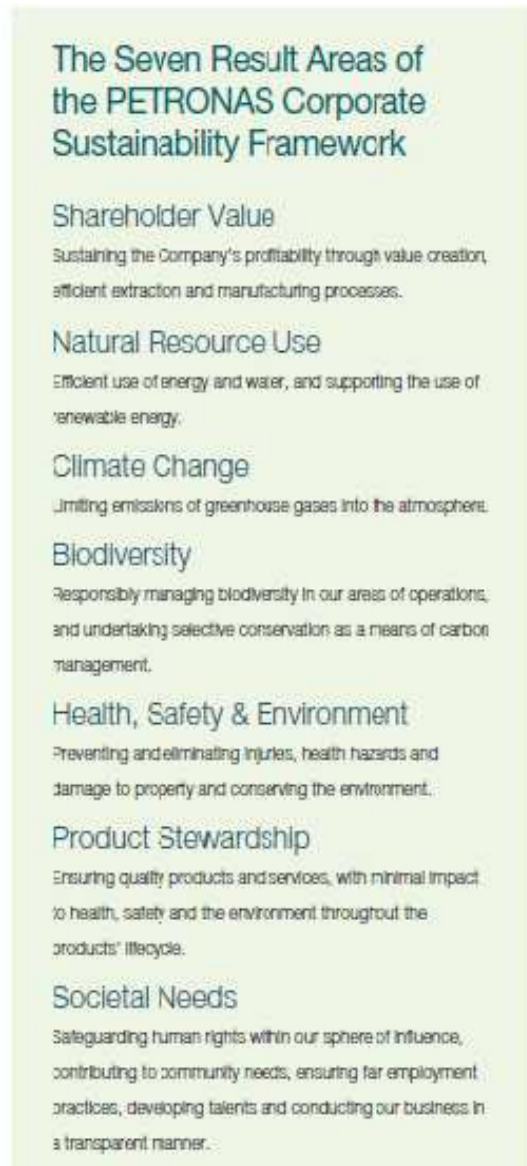 The Seven Result Areas of
the PETRONAS Corporate
Sustainability Framework
Shareholder Value
Sustaining the Company's profitability through value creation,
efficient extraction and manufacturing processes.
Natural Resource Use
Efficient use of energy and water, and supporting the use of
renewable energy.
Climate Change
Limiting emissions of greenhouse gases into the atmosphere.
Biodiversity
Responsibly managing biodiversity in our areas of operations,
and undertaking selective conservation as a means of carbon
management.
Health, Safety & Environment
Preventing and eliminating injuries, health hazards and
damage to property and conserving the environment.
Product Stewardship
Ensuring quality products and services, with minimal impact
to health, safety and the environment throughout the
products' lifecycle.
Societal Needs
Safeguarding human rights within our sphere of influence,
contributing to community needs, ensuring fair employment
practices, developing talents and conducting our business in
a transparent manner.